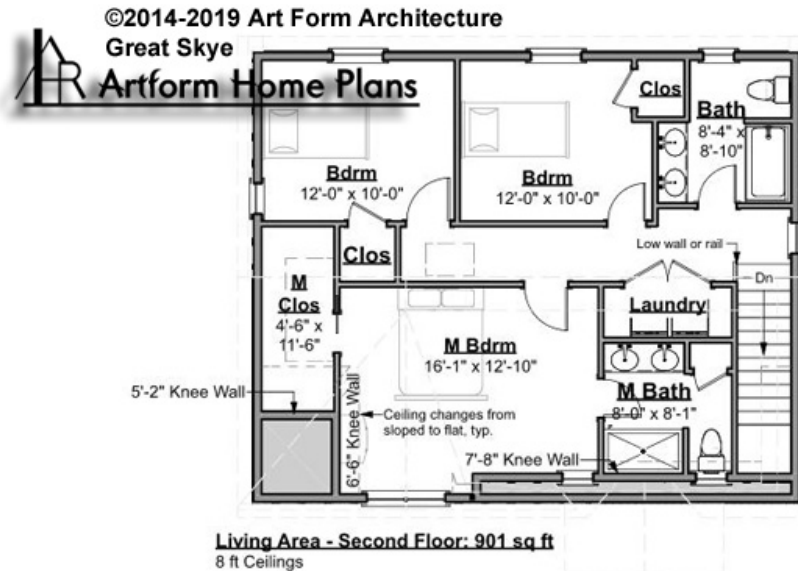 ©2014-2019 Art Form Architecture
Great Skye
Artform Home Plans
Clos
Bath
8'-4" x
8'-10"
Bdrm
12'-0" x 10'-0"
Bdrm
12'-0" x 10'-0"
Clos
Low wall or rail
Dn
M
Clos
4'-6" x
11'-6"
Laundry
M Bdrm
16'-1" x 12'-10"
M Bath
8'-0" x 8'-1"
5'-2" Knee Wall
6'-6" Knee Wall
Ceiling changes from
sloped to flat, typ.
7'-8" Knee Wall
Living Area - Second Floor: 901 sq ft
8 ft Ceilings